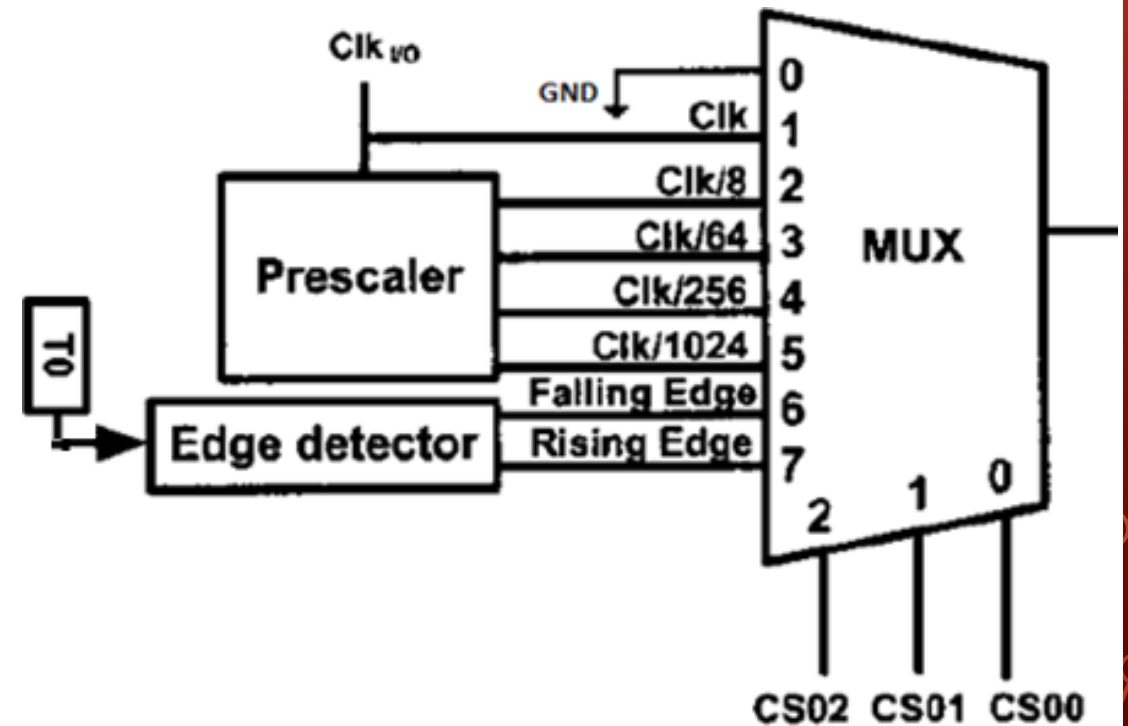 Clk I/O
GND
0
Clk
1
Clk/8
2
Clk/64
3
MUX
Prescaler
Clk/256
4
Clk/1024
5
T0
Falling Edge
6
Edge detector
Rising Edge
7
2 1 0
CS02 CS01 CS00